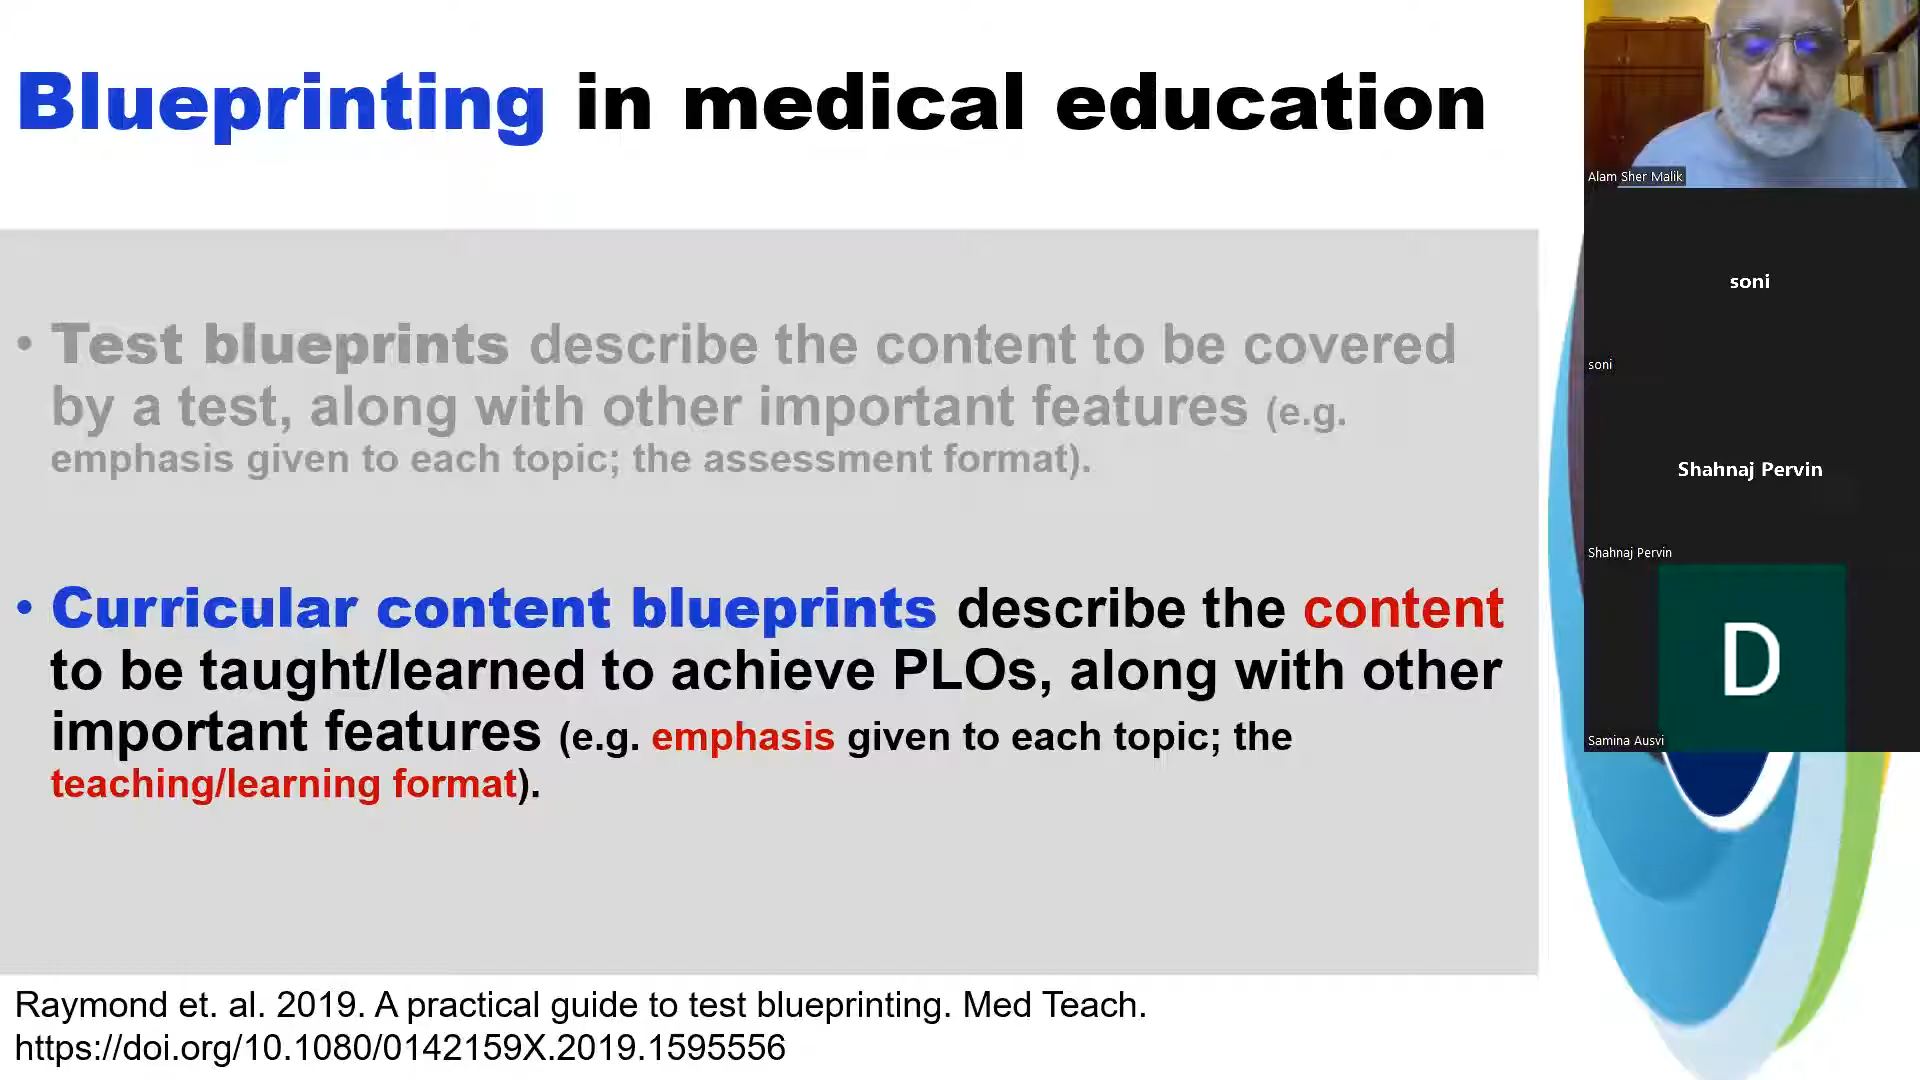 Blueprinting in medical education
• Test blueprints describe the content to be covered
by a test, along with other important features (e.g.
emphasis given to each topic; the assessment format).
• Curricular content blueprints describe the content
to be taught/learned to achieve PLOs, along with other
important features (e.g. emphasis given to each topic; the
teaching/learning format).
Raymond et. al. 2019. A practical guide to test blueprinting. Med Teach.
https://doi.org/10.1080/0142159X.2019.1595556
Alam Sher Malik
soni
soni
Shahnaj Pervin
Shahnaj Pervin
D
Samina Ausvi